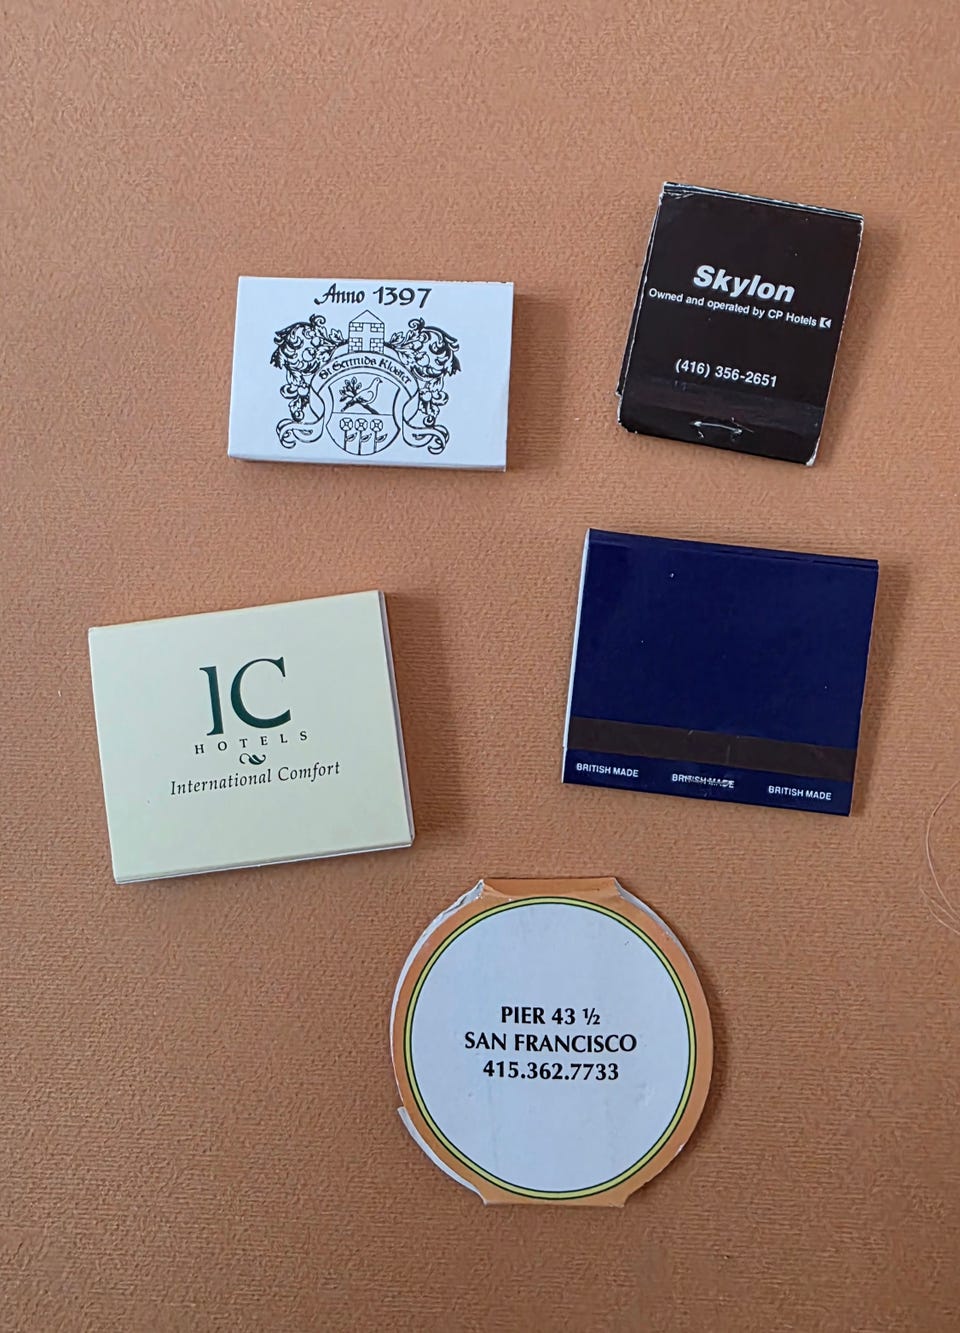 Anno 1397
St. Gertruds Kloster
Skylon
Owned and operated by CP Hotels
(416) 356-2651
IC
HOTELS
International Comfort
BRITISH MADE
BRITISH MADE
BRITISH MADE
PIER 43 ½
SAN FRANCISCO
415.362.7733